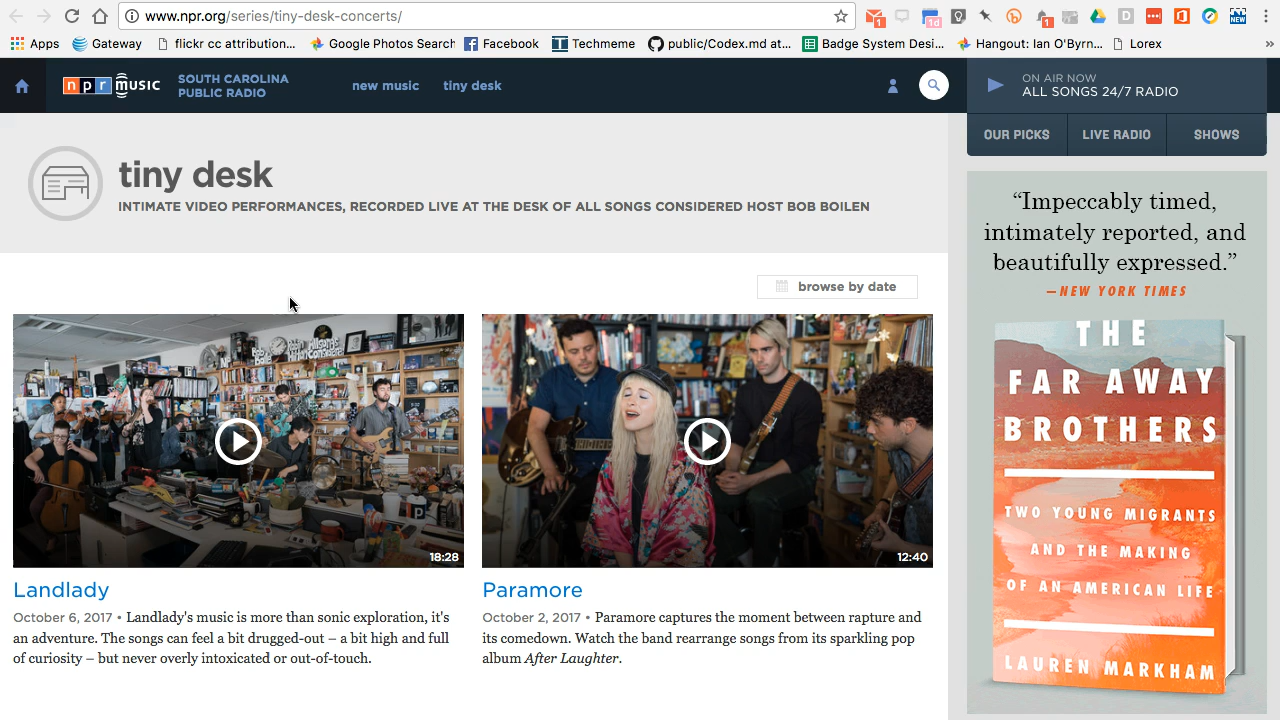 www.npr.org/series/tiny-desk-concerts/
1
1d
1
D
NEW
Apps
Gateway
flickr cc attribution...
Google Photos Sear
Facebook
Techmeme
public/Codex.md at...
Badge System Desi...
Hangout: Ian O'Byrn...
Lorex
»
npr music
SOUTH CAROLINA
PUBLIC RADIO
new music
tiny desk
ON AIR NOW
ALL SONGS 24/7 RADIO
OUR PICKS
LIVE RADIO
SHOWS
tiny desk
INTIMATE VIDEO PERFORMANCES, RECORDED LIVE AT THE DESK OF ALL SONGS CONSIDERED HOST BOB BOILEN
browse by date
18:28
12:40
Landlady
October 6, 2017 • Landlady's music is more than sonic exploration, it's
an adventure. The songs can feel a bit drugged-out – a bit high and full
of curiosity – but never overly intoxicated or out-of-touch.
Paramore
October 2, 2017 • Paramore captures the moment between rapture and
its comedown. Watch the band rearrange songs from its sparkling pop
album After Laughter.
“Impeccably timed,
intimately reported, and
beautifully expressed.”
—NEW YORK TIMES
THE
FAR AWAY
BROTHERS
TWO YOUNG MIGRANTS
AND THE MAKING
OF AN AMERICAN LIFE
LAUREN MARKHAM